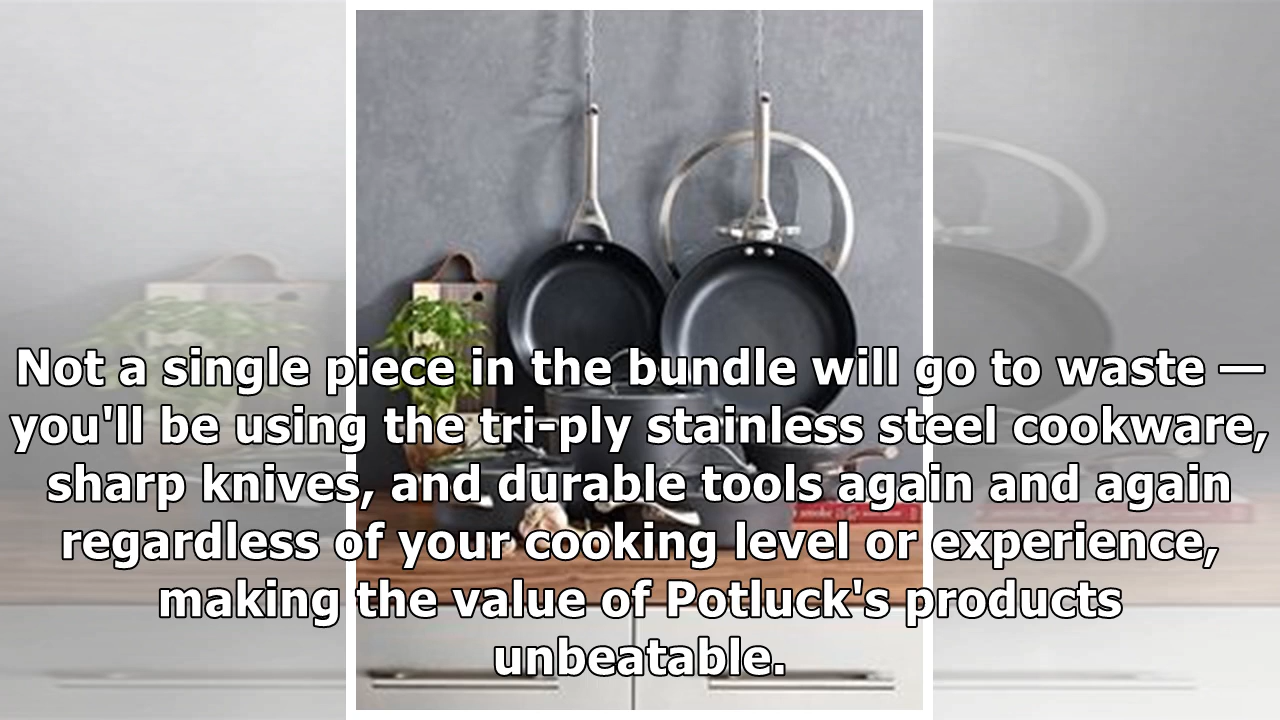 Not a single piece in the bundle will go to waste —
you'll be using the tri-ply stainless steel cookware,
sharp knives, and durable tools again and again
regardless of your cooking level or experience,
making the value of Potluck's products
unbeatable.
smoke